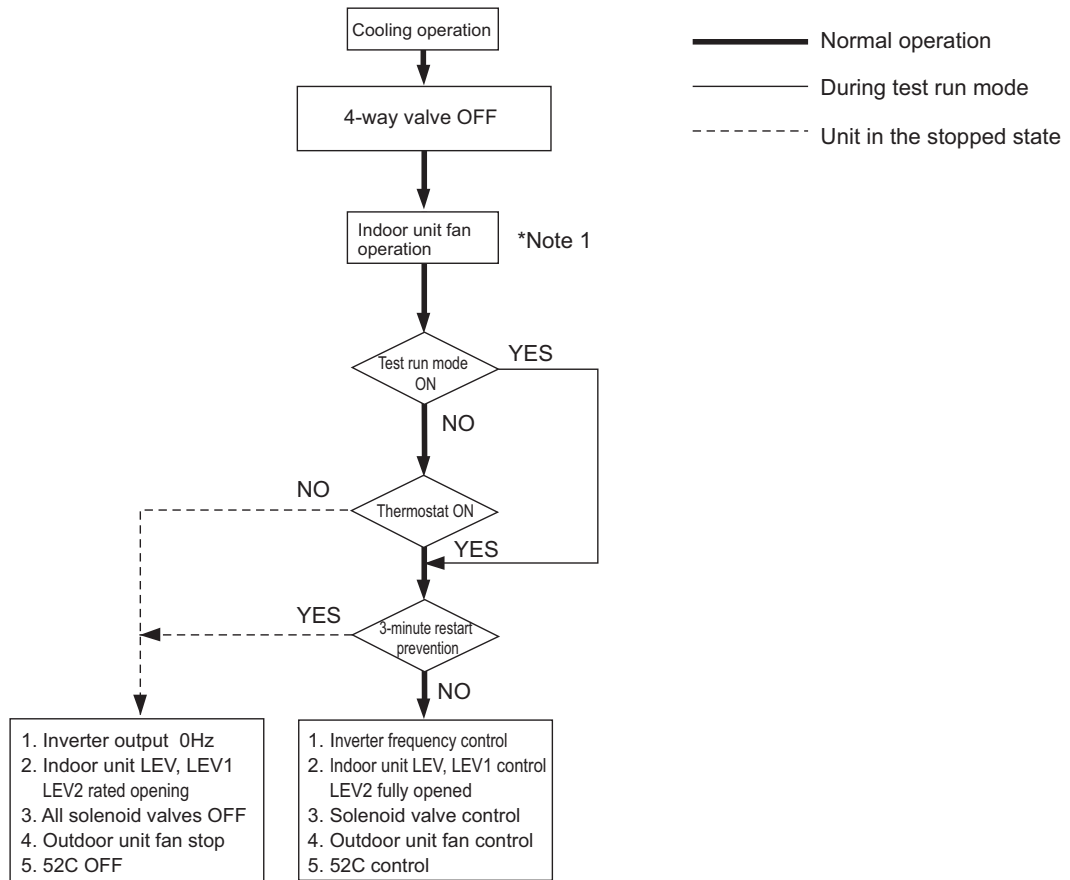 Cooling operation
Normal operation
During test run mode
Unit in the stopped state
4-way valve OFF
Indoor unit fan
operation
*Note 1
Test run mode
ON
YES
NO
NO
Thermostat ON
YES
YES
3-minute restart
prevention
NO
1. Inverter output 0Hz
2. Indoor unit LEV, LEV1
LEV2 rated opening
3. All solenoid valves OFF
4. Outdoor unit fan stop
5. 52C OFF
1. Inverter frequency control
2. Indoor unit LEV, LEV1 control
LEV2 fully opened
3. Solenoid valve control
4. Outdoor unit fan control
5. 52C control